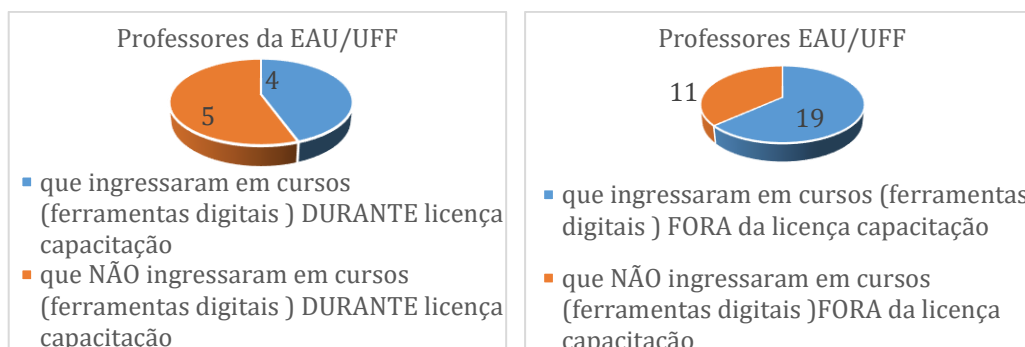 Professores da EAU/UFF
4
5
que ingressaram em cursos
(ferramentas digitais ) DURANTE licença
capacitação
que NÃO ingressaram em cursos
(ferramentas digitais ) DURANTE licença
capacitação
Professores EAU/UFF
11
19
que ingressaram em cursos (ferramentas
digitais ) FORA da licença capacitação
que NÃO ingressaram em cursos
(ferramentas digitais )FORA da licença
capacitação